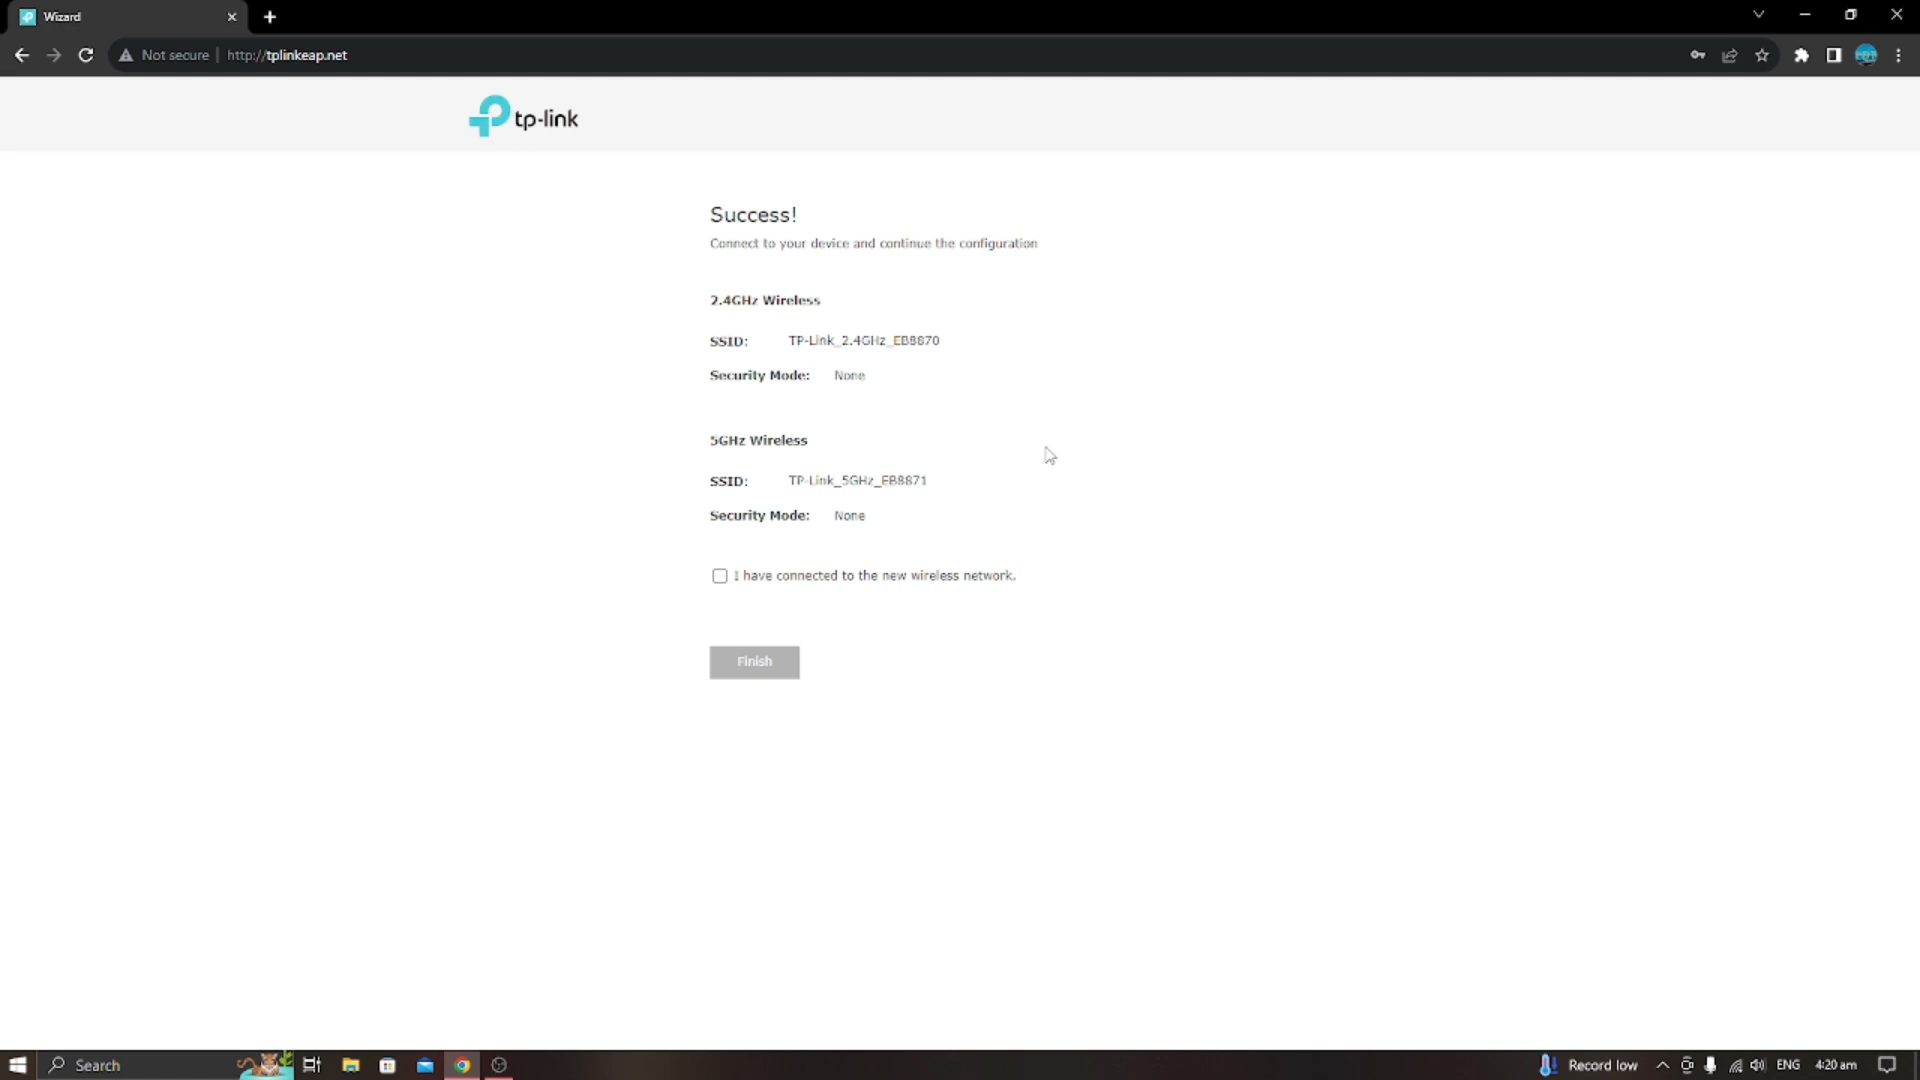 Wizard
Not secure
http://tplinkeap.net
tp-link
Success!
Connect to your device and continue the configuration
2.4GHz Wireless
SSID: TP-Link_2.4GHz_EB8870
Security Mode: None
5GHz Wireless
SSID: TP-Link_5GHz_EB8871
Security Mode: None
I have connected to the new wireless network.
Finish
Search
Record low
ENG
4:20 am